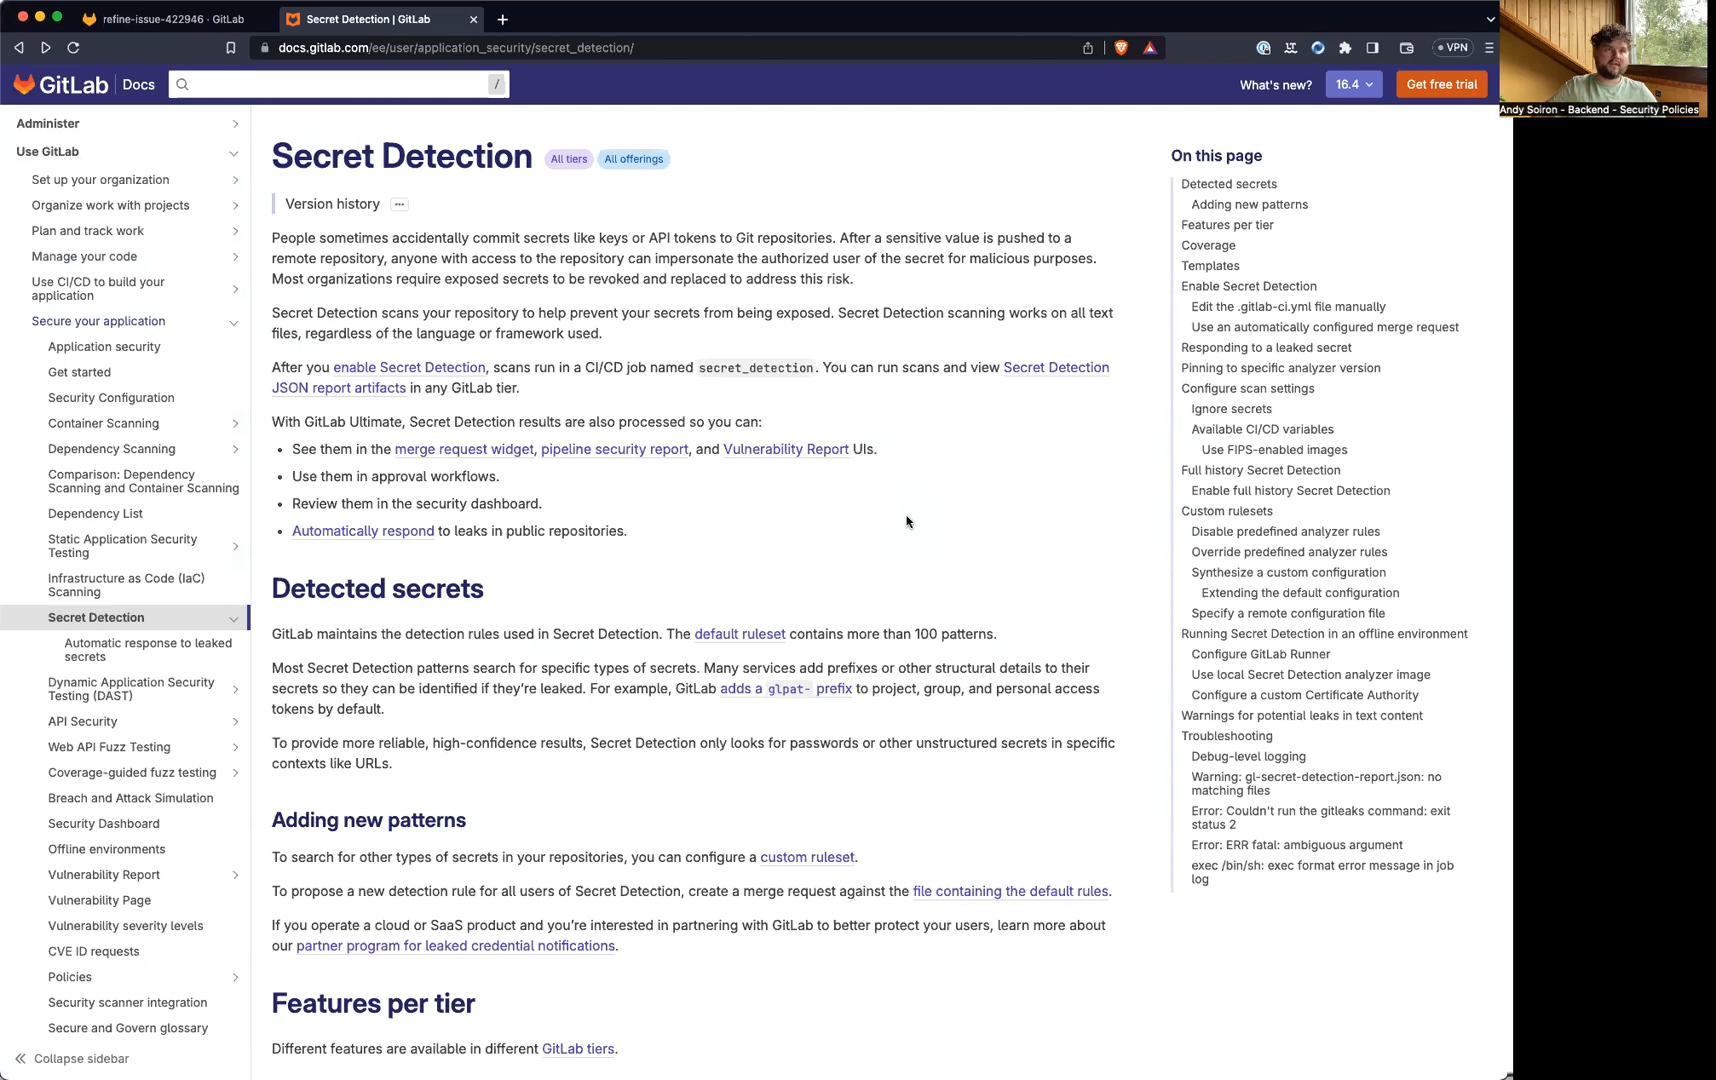 refine-issue-422946 · GitLab
Secret Detection | GitLab
docs.gitlab.com/ee/user/application_security/secret_detection/
VPN
GitLab Docs
/
What's new?
16.4
Get free trial
Andy Soiron - Backend - Security Policies
Administer
Use GitLab
Set up your organization
Organize work with projects
Plan and track work
Manage your code
Use CI/CD to build your
application
Secure your application
Application security
Get started
Security Configuration
Container Scanning
Dependency Scanning
Comparison: Dependency
Scanning and Container Scanning
Dependency List
Static Application Security
Testing
Infrastructure as Code (IaC)
Scanning
Secret Detection
Automatic response to leaked
secrets
Dynamic Application Security
Testing (DAST)
API Security
Web API Fuzz Testing
Coverage-guided fuzz testing
Breach and Attack Simulation
Security Dashboard
Offline environments
Vulnerability Report
Vulnerability Page
Vulnerability severity levels
CVE ID requests
Policies
Security scanner integration
Secure and Govern glossary
Collapse sidebar
Secret Detection All tiers All offerings
Version history ...
People sometimes accidentally commit secrets like keys or API tokens to Git repositories. After a sensitive value is pushed to a
remote repository, anyone with access to the repository can impersonate the authorized user of the secret for malicious purposes.
Most organizations require exposed secrets to be revoked and replaced to address this risk.
Secret Detection scans your repository to help prevent your secrets from being exposed. Secret Detection scanning works on all text
files, regardless of the language or framework used.
After you enable Secret Detection, scans run in a CI/CD job named secret_detection. You can run scans and view Secret Detection
JSON report artifacts in any GitLab tier.
With GitLab Ultimate, Secret Detection results are also processed so you can:
• See them in the merge request widget, pipeline security report, and Vulnerability Report UIs.
• Use them in approval workflows.
• Review them in the security dashboard.
• Automatically respond to leaks in public repositories.
Detected secrets
GitLab maintains the detection rules used in Secret Detection. The default ruleset contains more than 100 patterns.
Most Secret Detection patterns search for specific types of secrets. Many services add prefixes or other structural details to their
secrets so they can be identified if they're leaked. For example, GitLab adds a glpat- prefix to project, group, and personal access
tokens by default.
To provide more reliable, high-confidence results, Secret Detection only looks for passwords or other unstructured secrets in specific
contexts like URLs.
Adding new patterns
To search for other types of secrets in your repositories, you can configure a custom ruleset.
To propose a new detection rule for all users of Secret Detection, create a merge request against the file containing the default rules.
If you operate a cloud or SaaS product and you're interested in partnering with GitLab to better protect your users, learn more about
our partner program for leaked credential notifications.
Features per tier
Different features are available in different GitLab tiers.
On this page
Detected secrets
Adding new patterns
Features per tier
Coverage
Templates
Enable Secret Detection
Edit the .gitlab-ci.yml file manually
Use an automatically configured merge request
Responding to a leaked secret
Pinning to specific analyzer version
Configure scan settings
Ignore secrets
Available CI/CD variables
Use FIPS-enabled images
Full history Secret Detection
Enable full history Secret Detection
Custom rulesets
Disable predefined analyzer rules
Override predefined analyzer rules
Synthesize a custom configuration
Extending the default configuration
Specify a remote configuration file
Running Secret Detection in an offline environment
Configure GitLab Runner
Use local Secret Detection analyzer image
Configure a custom Certificate Authority
Warnings for potential leaks in text content
Troubleshooting
Debug-level logging
Warning: gl-secret-detection-report.json: no
matching files
Error: Couldn't run the gitleaks command: exit
status 2
Error: ERR fatal: ambiguous argument
exec /bin/sh: exec format error message in job
log